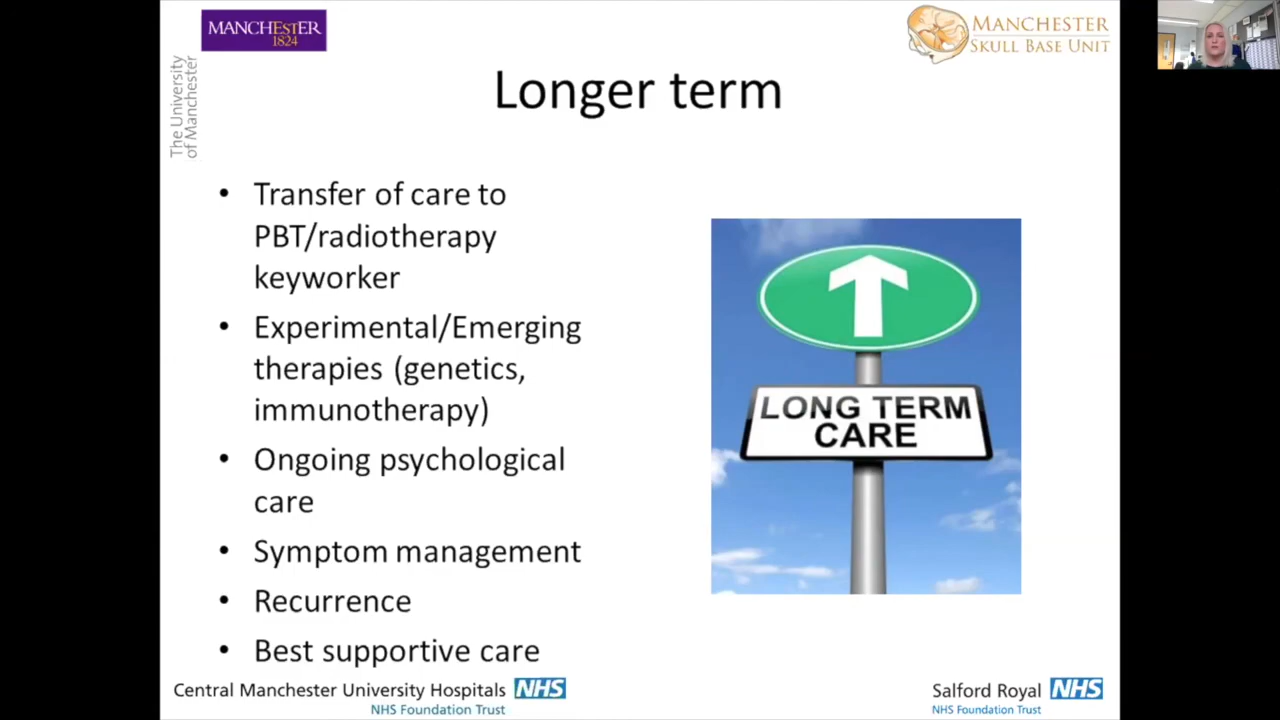 MANCHESTER
1824
The University
of Manchester
MANCHESTER
SKULL BASE UNIT
Longer term
• Transfer of care to
PBT/radiotherapy
keyworker
• Experimental/Emerging
therapies (genetics,
immunotherapy)
• Ongoing psychological
care
• Symptom management
• Recurrence
• Best supportive care
LONG TERM
CARE
Central Manchester University Hospitals NHS
NHS Foundation Trust
Salford Royal NHS
NHS Foundation Trust